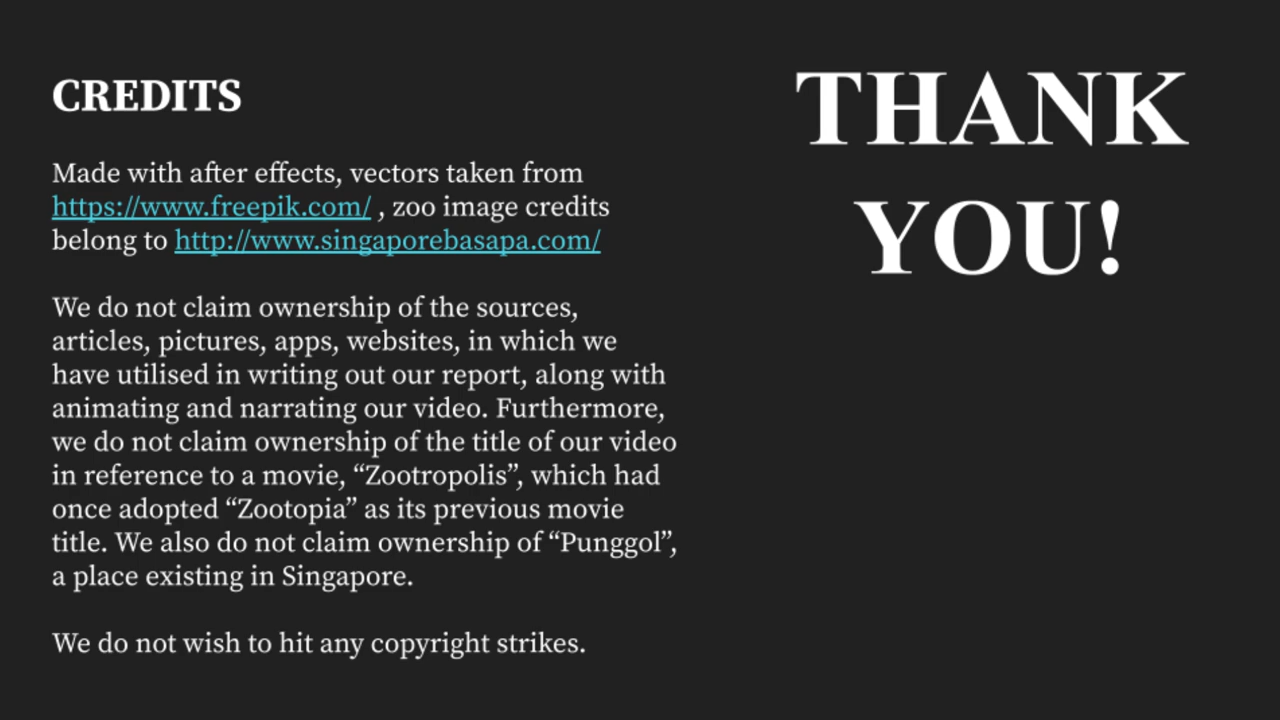 CREDITS
Made with after effects, vectors taken from
https://www.freepik.com/ , zoo image credits
belong to http://www.singaporebasapa.com/
We do not claim ownership of the sources,
articles, pictures, apps, websites, in which we
have utilised in writing out our report, along with
animating and narrating our video. Furthermore,
we do not claim ownership of the title of our video
in reference to a movie, “Zootropolis”, which had
once adopted “Zootopia” as its previous movie
title. We also do not claim ownership of “Punggol”,
a place existing in Singapore.
We do not wish to hit any copyright strikes.
THANK
YOU!